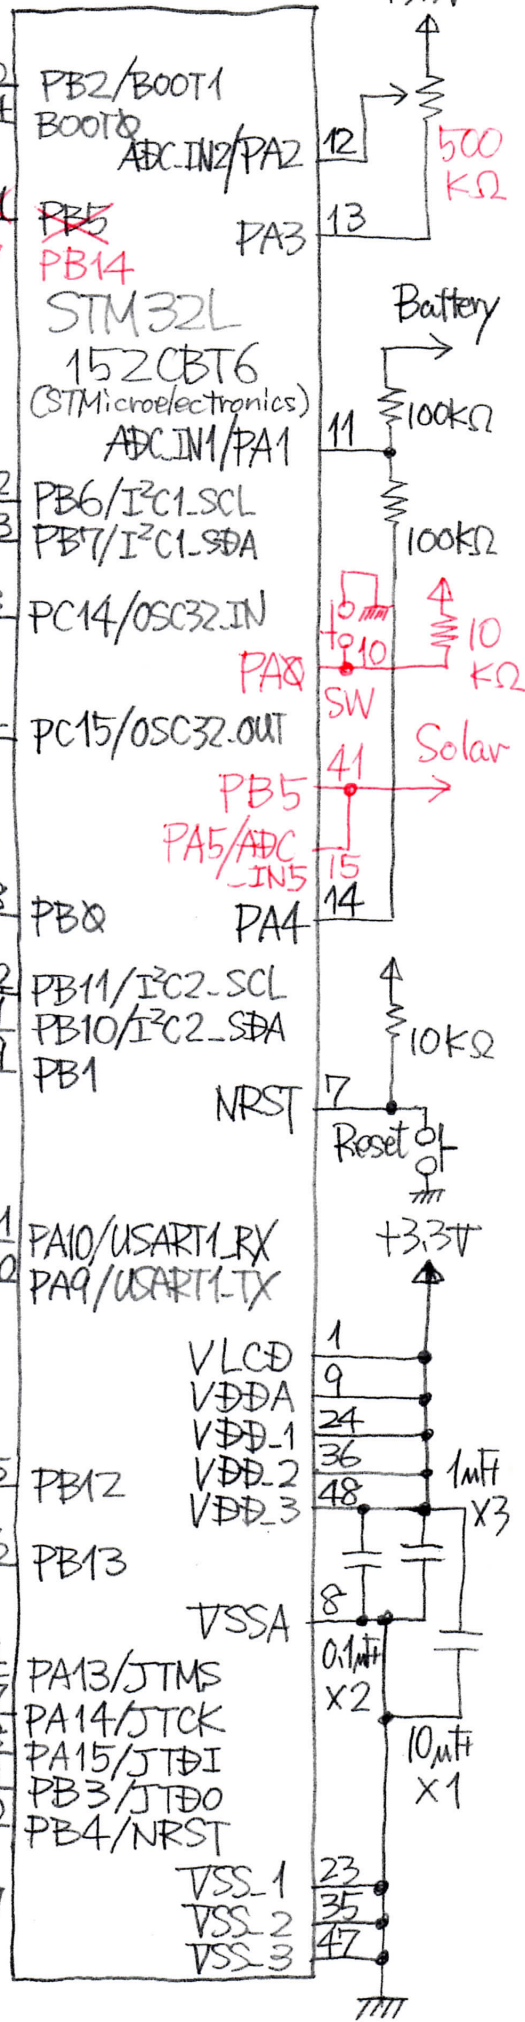 PB2/BOOT1
BOOT0
ADC_IN2/PA2
12
500
KΩ
PA3
13
PB5
PB14
STM32L
152CBT6
(STMicroelectronics)
Battery
100KΩ
ADC_IN1/PA1
11
PB6/I²C1_SCL
PB7/I²C1_SDA
100KΩ
PC14/OSC32_IN
PA0
10
10
KΩ
SW
PC15/OSC32_OUT
Solar
PB5
41
PA5/ADC
_IN5
15
PB0
PA4
14
PB11/I²C2_SCL
PB10/I²C2_SDA
PB1
10KΩ
NRST
7
Reset
PA10/USART1_RX
PA9/USART1_TX
+3.3V
VLCD
1
VDDA
9
VDD_1
24
VDD_2
36
VDD_3
48
1μF
X3
PB12
PB13
VSSA
8
0.1μF
X2
10μF
X1
PA13/JTMS
PA14/JTCK
PA15/JTDI
PB3/JTDO
PB4/NRST
VSS_1
23
VSS_2
35
VSS_3
47